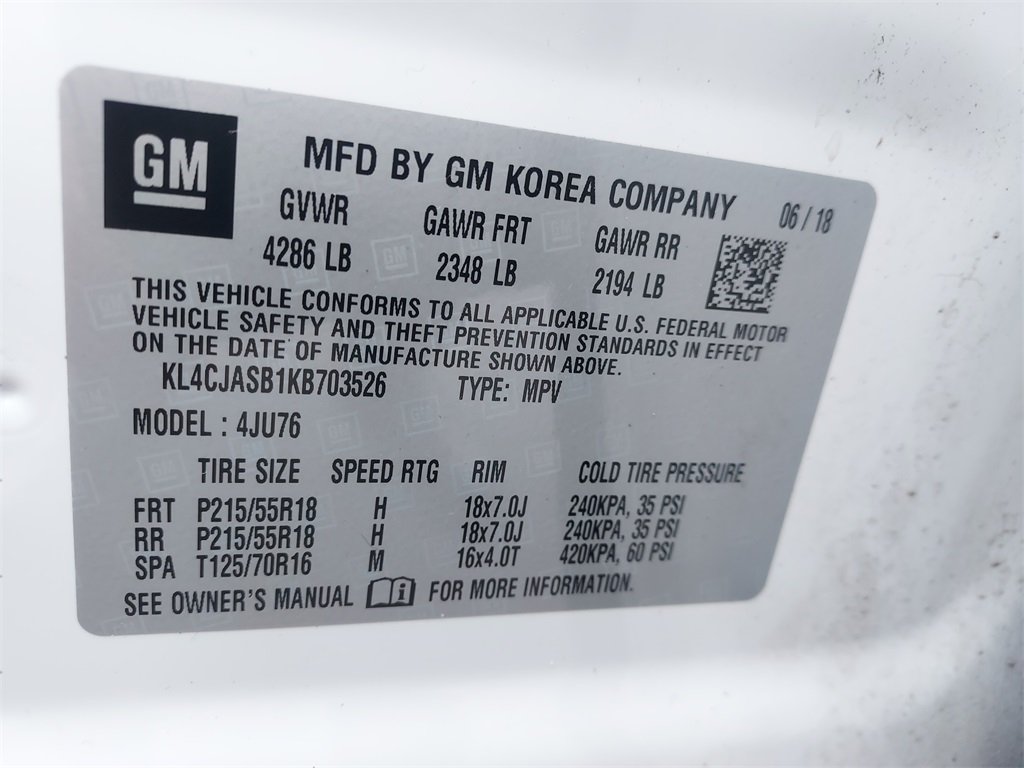 GM
MFD BY GM KOREA COMPANY 06 / 18
GVWR GAWR FRT GAWR RR
4286 LB 2348 LB 2194 LB
THIS VEHICLE CONFORMS TO ALL APPLICABLE U.S. FEDERAL MOTOR
VEHICLE SAFETY AND THEFT PREVENTION STANDARDS IN EFFECT
ON THE DATE OF MANUFACTURE SHOWN ABOVE.
KL4CJASB1KB703526 TYPE: MPV
MODEL : 4JU76
TIRE SIZE SPEED RTG RIM COLD TIRE PRESSURE
FRT P215/55R18 H 18x7.0J 240KPA, 35 PSI
RR P215/55R18 H 18x7.0J 240KPA, 35 PSI
SPA T125/70R16 M 16x4.0T 420KPA, 60 PSI
SEE OWNER'S MANUAL i FOR MORE INFORMATION.